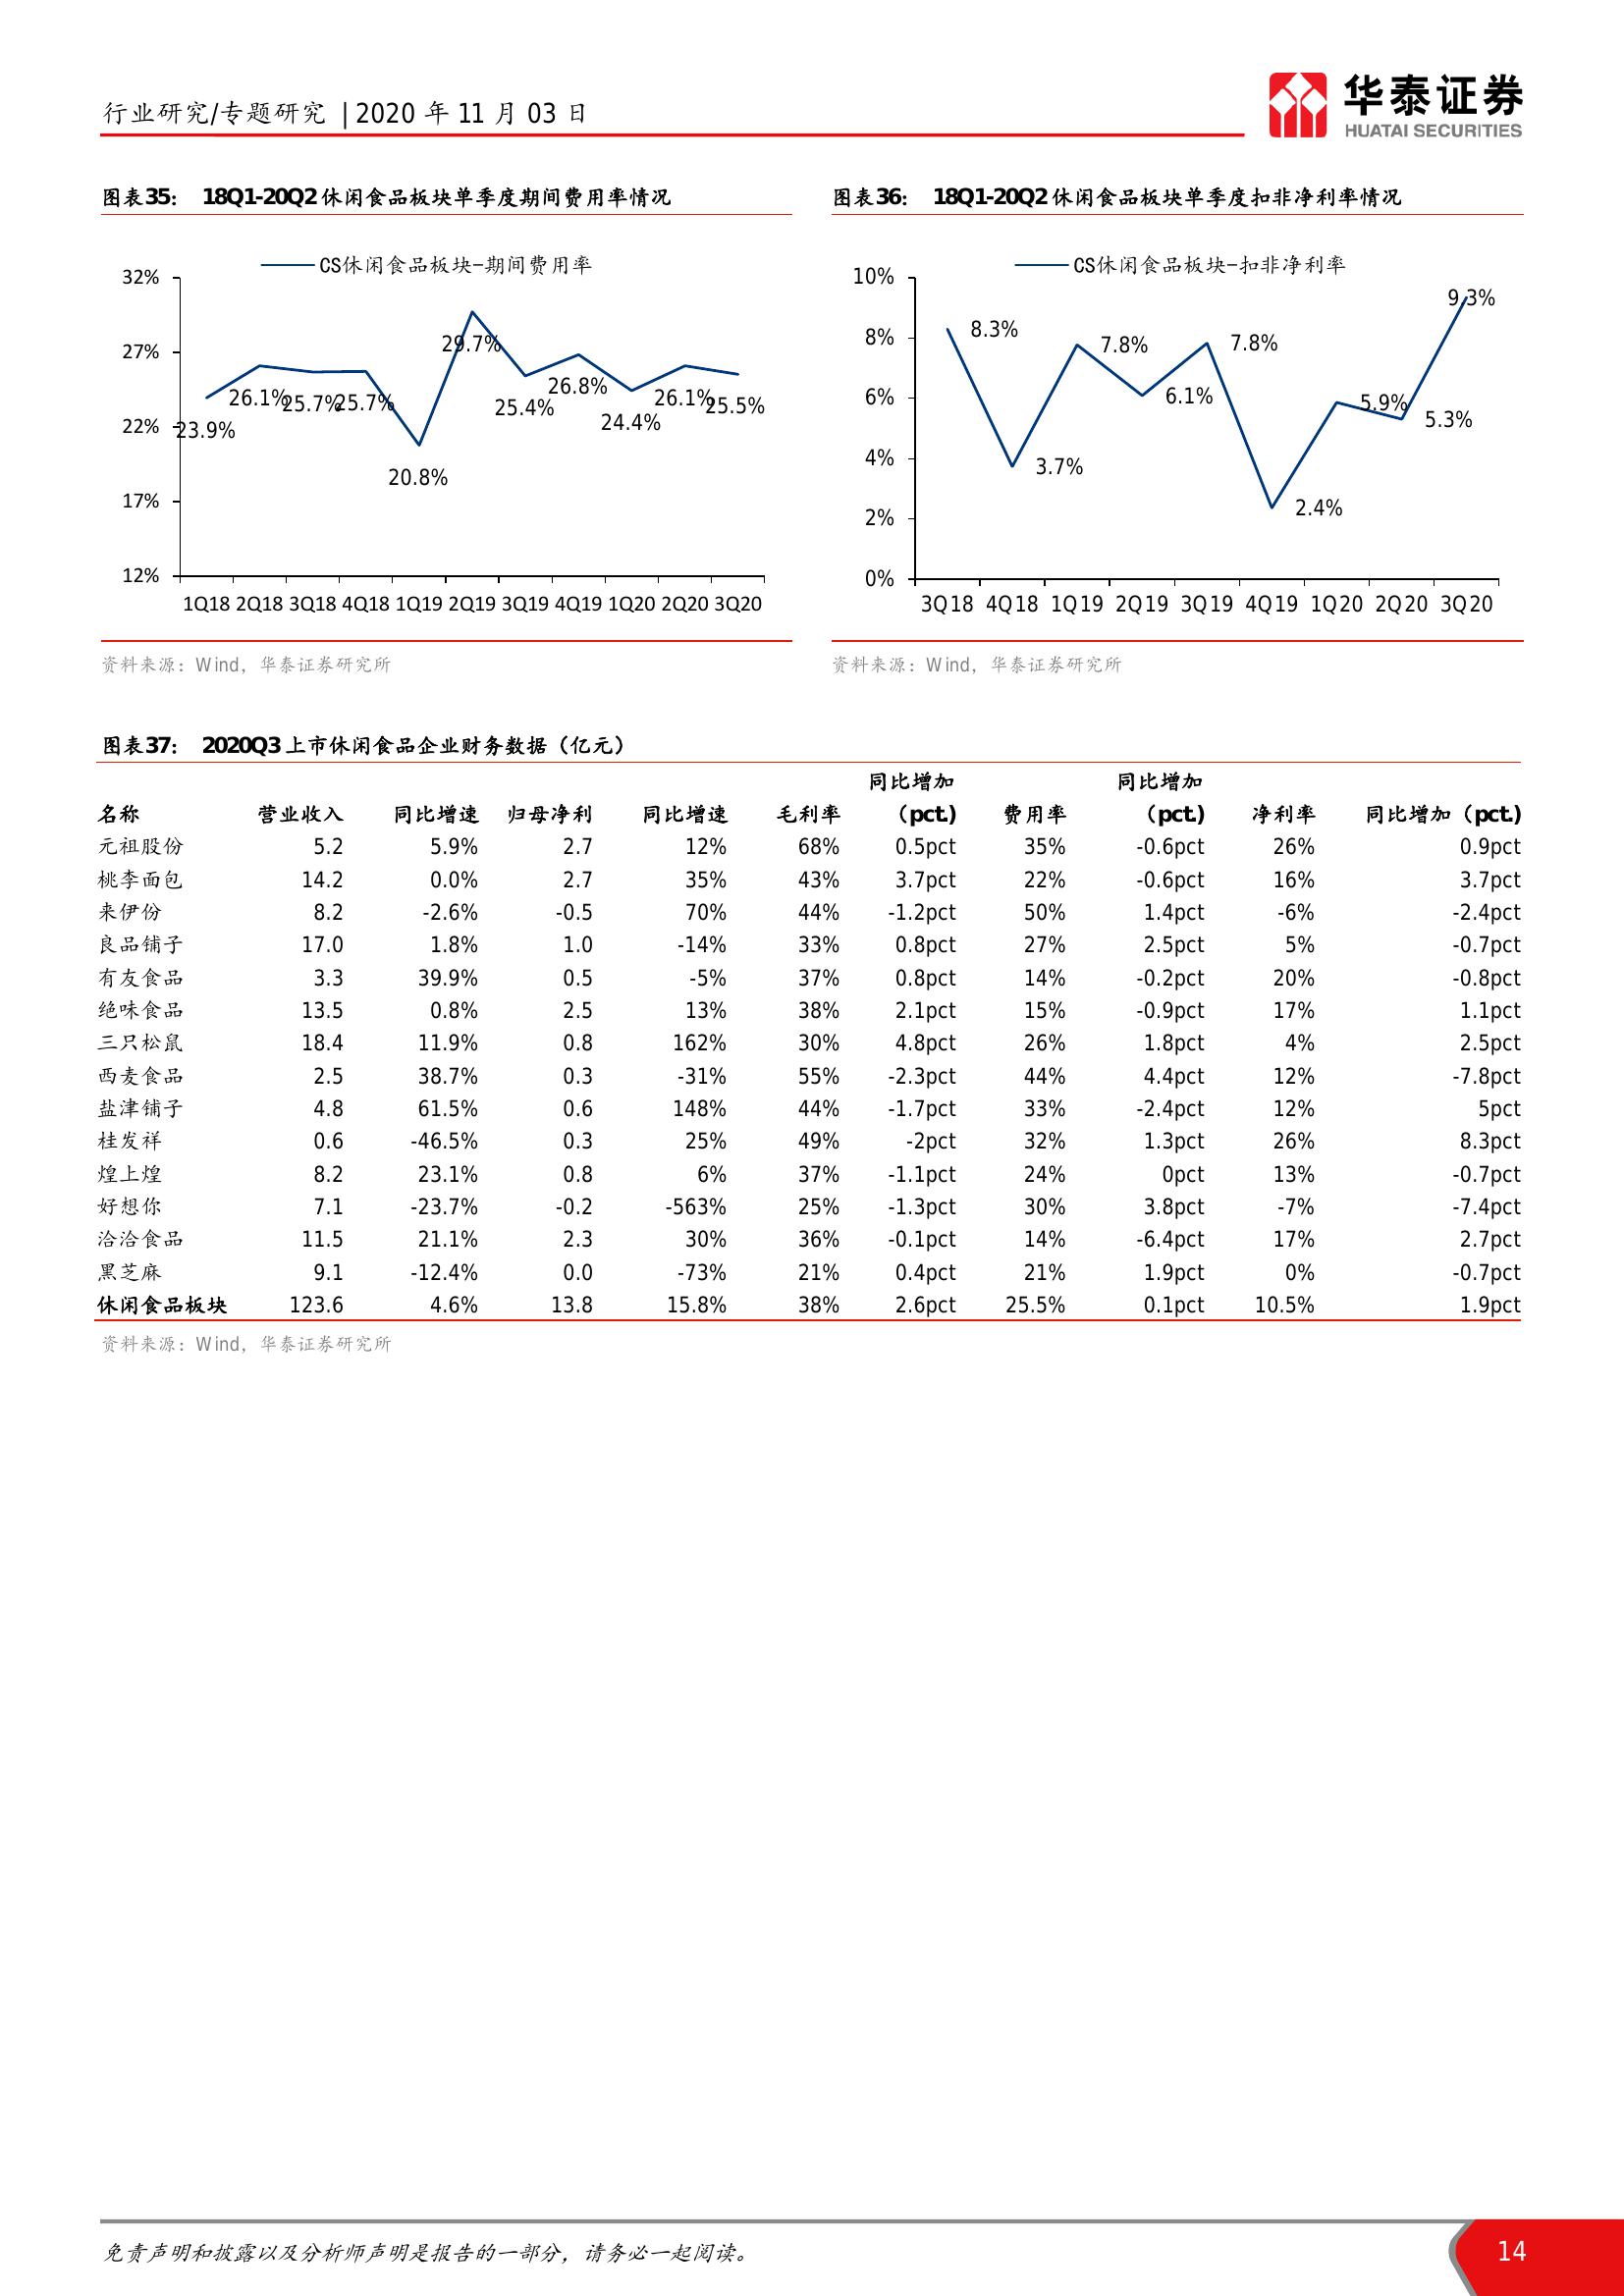 行业研究/专题研究 | 2020 年 11 月 03 日
华泰证券
HUATAI SECURITIES
图表35： 18Q1-20Q2 休闲食品板块单季度期间费用率情况
CS休闲食品板块-期间费用率
32%
27%
22%
17%
12%
23.9%
26.1%
25.7%
25.7%
20.8%
29.7%
25.4%
26.8%
24.4%
26.1%
25.5%
1Q18 2Q18 3Q18 4Q18 1Q19 2Q19 3Q19 4Q19 1Q20 2Q20 3Q20
资料来源：Wind，华泰证券研究所
图表36： 18Q1-20Q2 休闲食品板块单季度扣非净利率情况
CS休闲食品板块-扣非净利率
10%
8%
6%
4%
2%
0%
8.3%
3.7%
7.8%
6.1%
7.8%
2.4%
5.9%
5.3%
9.3%
3Q18 4Q18 1Q19 2Q19 3Q19 4Q19 1Q20 2Q20 3Q20
资料来源：Wind，华泰证券研究所
图表37： 2020Q3 上市休闲食品企业财务数据（亿元）
同比增加 同比增加
名称 营业收入 同比增速 归母净利 同比增速 毛利率 （pct.) 费用率 （pct.) 净利率 同比增加（pct.)
元祖股份 5.2 5.9% 2.7 12% 68% 0.5pct 35% -0.6pct 26% 0.9pct
桃李面包 14.2 0.0% 2.7 35% 43% 3.7pct 22% -0.6pct 16% 3.7pct
来伊份 8.2 -2.6% -0.5 70% 44% -1.2pct 50% 1.4pct -6% -2.4pct
良品铺子 17.0 1.8% 1.0 -14% 33% 0.8pct 27% 2.5pct 5% -0.7pct
有友食品 3.3 39.9% 0.5 -5% 37% 0.8pct 14% -0.2pct 20% -0.8pct
绝味食品 13.5 0.8% 2.5 13% 38% 2.1pct 15% -0.9pct 17% 1.1pct
三只松鼠 18.4 11.9% 0.8 162% 30% 4.8pct 26% 1.8pct 4% 2.5pct
西麦食品 2.5 38.7% 0.3 -31% 55% -2.3pct 44% 4.4pct 12% -7.8pct
盐津铺子 4.8 61.5% 0.6 148% 44% -1.7pct 33% -2.4pct 12% 5pct
桂发祥 0.6 -46.5% 0.3 25% 49% -2pct 32% 1.3pct 26% 8.3pct
煌上煌 8.2 23.1% 0.8 6% 37% -1.1pct 24% 0pct 13% -0.7pct
好想你 7.1 -23.7% -0.2 -563% 25% -1.3pct 30% 3.8pct -7% -7.4pct
洽洽食品 11.5 21.1% 2.3 30% 36% -0.1pct 14% -6.4pct 17% 2.7pct
黑芝麻 9.1 -12.4% 0.0 -73% 21% 0.4pct 21% 1.9pct 0% -0.7pct
休闲食品板块 123.6 4.6% 13.8 15.8% 38% 2.6pct 25.5% 0.1pct 10.5% 1.9pct
资料来源：Wind，华泰证券研究所
免责声明和披露以及分析师声明是报告的一部分，请务必一起阅读。
14